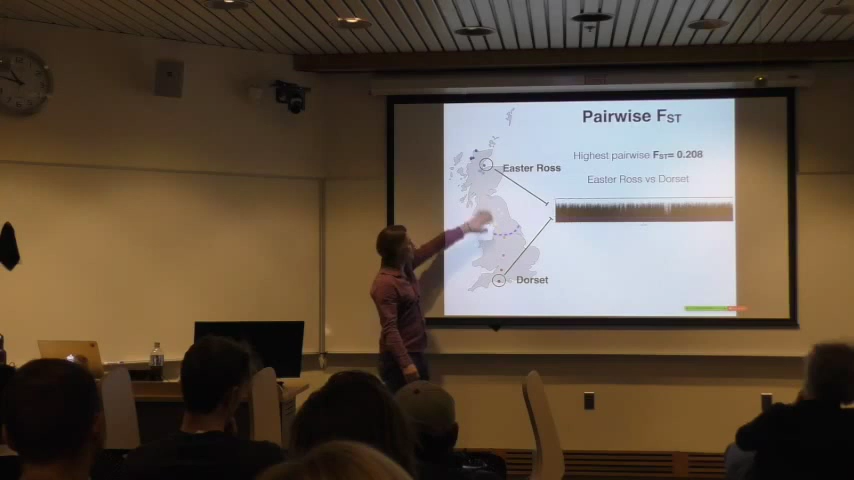 Pairwise FST
Highest pairwise FST= 0.208
Easter Ross
Easter Ross vs Dorset
Dorset